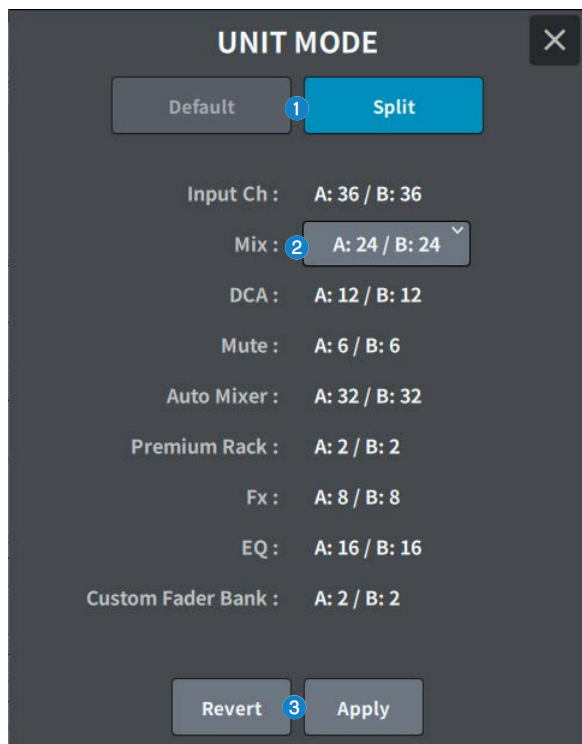 UNIT MODE
Default 1 Split
Input Ch : A: 36 / B: 36
Mix : 2 A: 24 / B: 24
DCA : A: 12 / B: 12
Mute : A: 6 / B: 6
Auto Mixer : A: 32 / B: 32
Premium Rack : A: 2 / B: 2
Fx : A: 8 / B: 8
EQ : A: 16 / B: 16
Custom Fader Bank : A: 2 / B: 2
Revert 3 Apply